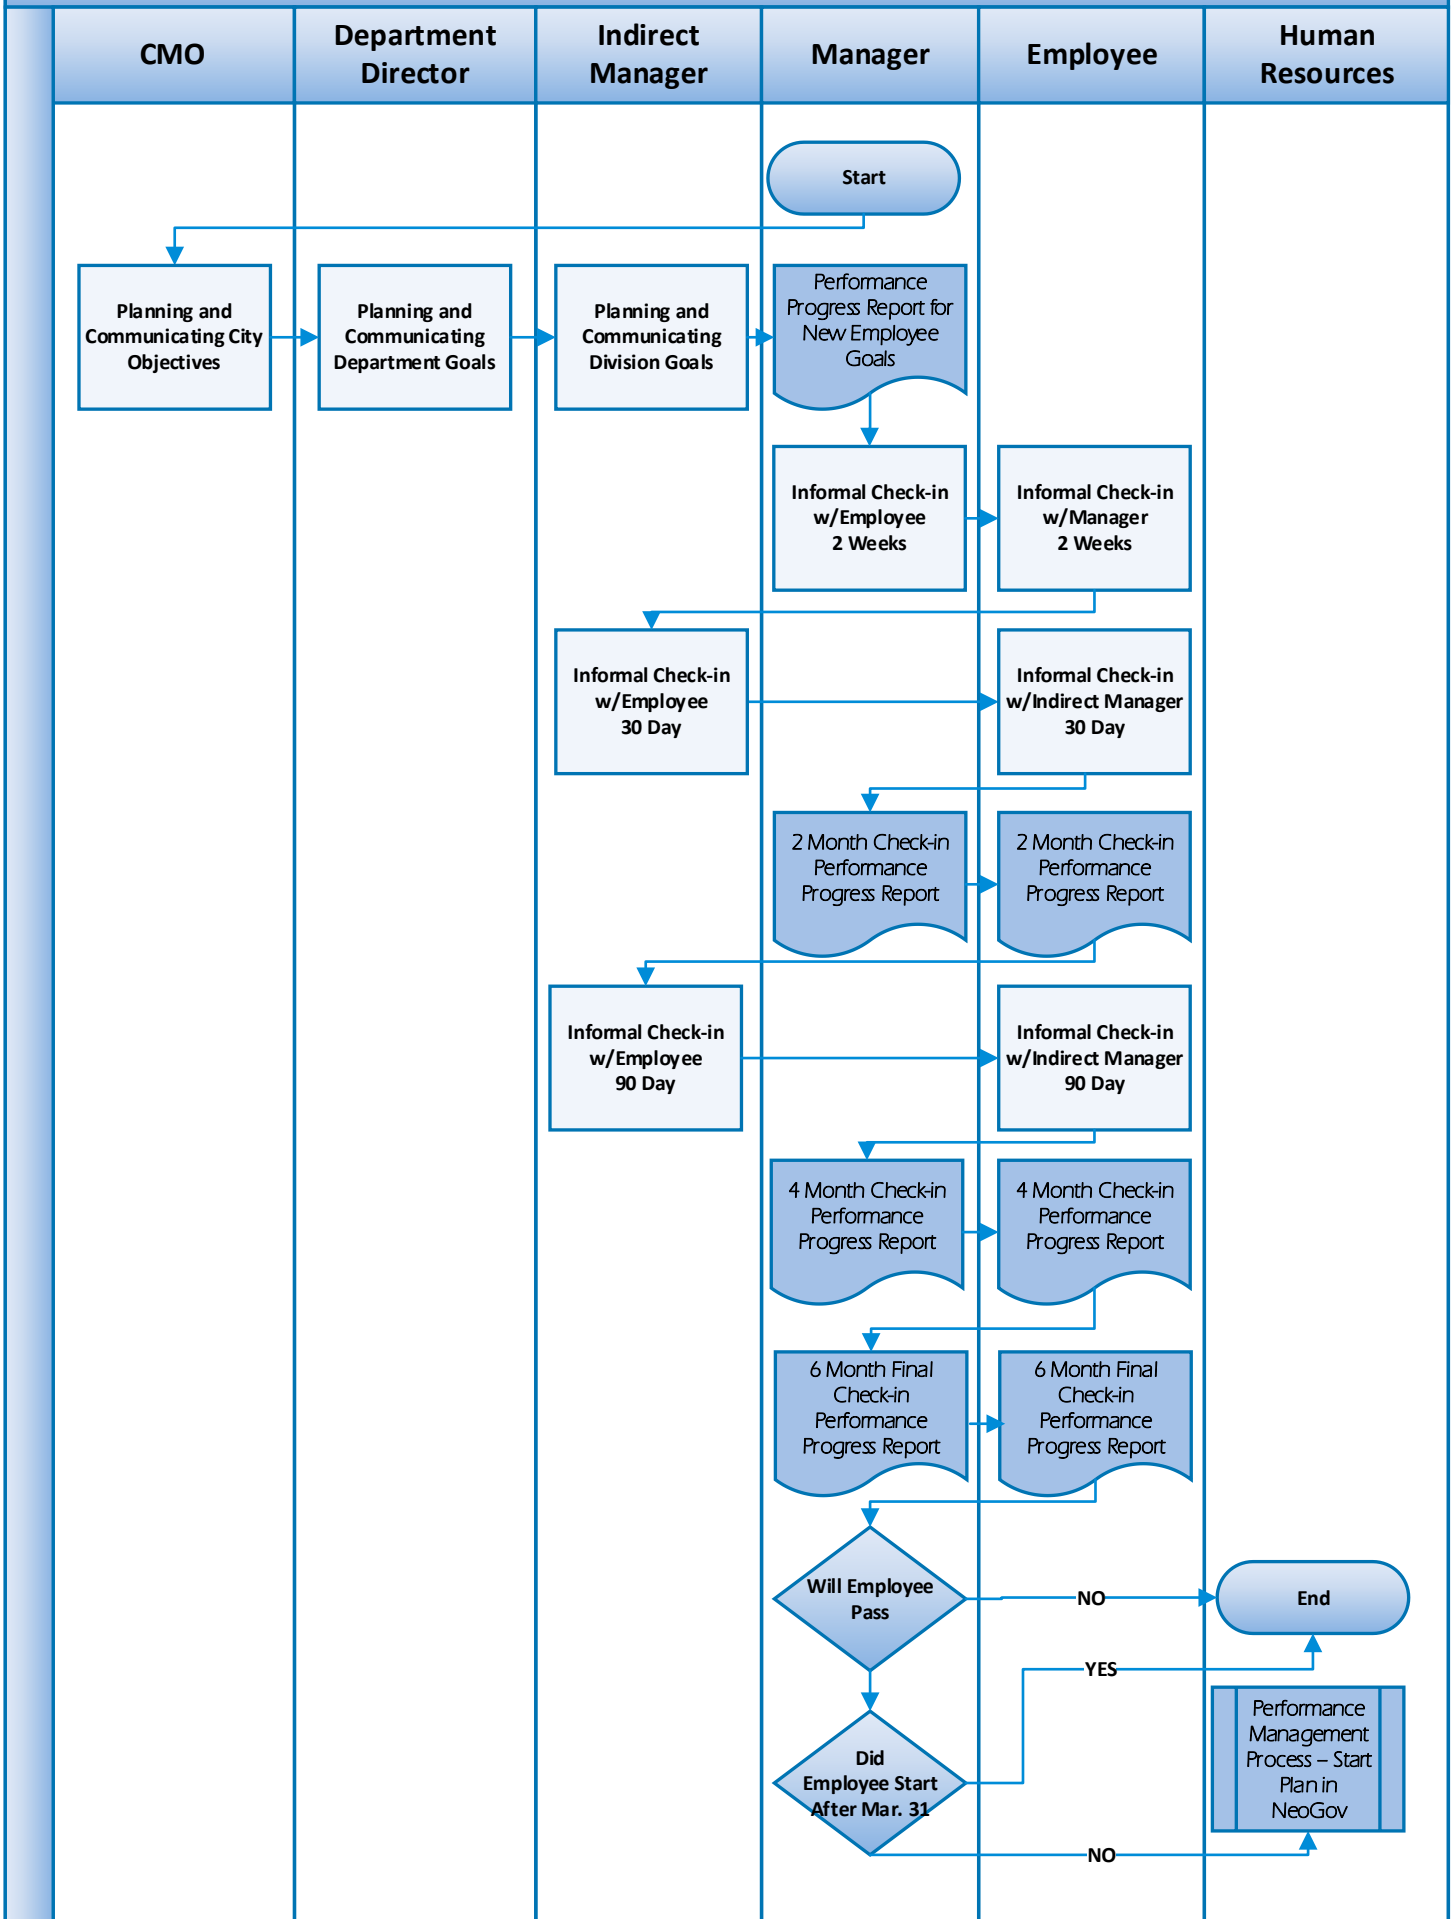 CMO
Department
Director
Indirect
Manager
Manager
Employee
Human
Resources
Start
Planning and
Communicating City
Objectives
Planning and
Communicating
Department Goals
Planning and
Communicating
Division Goals
Performance
Progress Report for
New Employee
Goals
Informal Check-in
w/Employee
2 Weeks
Informal Check-in
w/Manager
2 Weeks
Informal Check-in
w/Employee
30 Day
Informal Check-in
w/Indirect Manager
30 Day
2 Month Check-in
Performance
Progress Report
2 Month Check-in
Performance
Progress Report
Informal Check-in
w/Employee
90 Day
Informal Check-in
w/Indirect Manager
90 Day
4 Month Check-in
Performance
Progress Report
4 Month Check-in
Performance
Progress Report
6 Month Final
Check-in
Performance
Progress Report
6 Month Final
Check-in
Performance
Progress Report
Will Employee
Pass
NO
End
YES
Did
Employee Start
After Mar. 31
Performance
Management
Process – Start
Plan in
NeoGov
NO